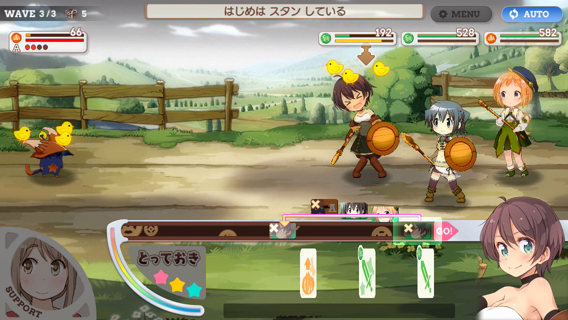 WAVE 3/3 5
はじめは スタン している
MENU
AUTO
66
192
528
582
A
GO!
とっておき
SUPPORT